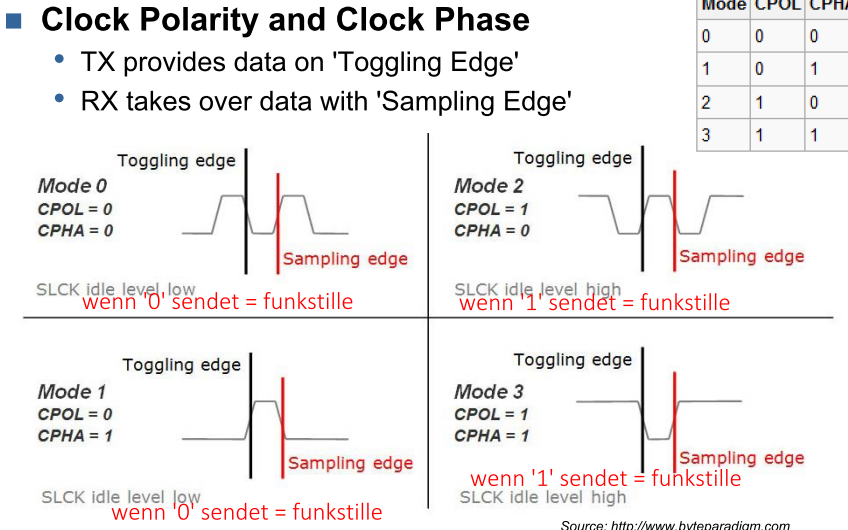 Clock Polarity and Clock Phase
TX provides data on 'Toggling Edge'
RX takes over data with 'Sampling Edge'
Mode CPOL CPHA
0 0 0
1 0 1
2 1 0
3 1 1
Toggling edge
Mode 0
CPOL = 0
CPHA = 0
Sampling edge
SLCK idle level low
wenn '0' sendet = funkstille
Toggling edge
Mode 2
CPOL = 1
CPHA = 0
Sampling edge
SLCK idle level high
wenn '1' sendet = funkstille
Toggling edge
Mode 1
CPOL = 0
CPHA = 1
Sampling edge
SLCK idle level low
wenn '0' sendet = funkstille
Toggling edge
Mode 3
CPOL = 1
CPHA = 1
Sampling edge
wenn '1' sendet = funkstille
SLCK idle level high
Source: http://www.byteparadigm.com